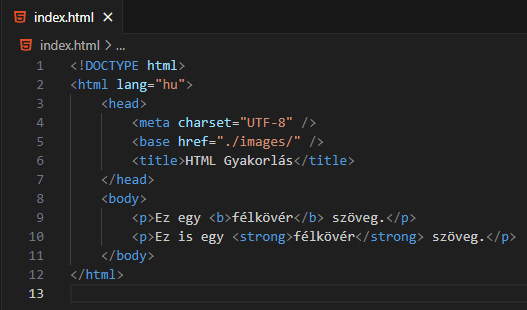 index.html ×
index.html > ...
1 <!DOCTYPE html>
2 <html lang="hu">
3     <head>
4         <meta charset="UTF-8" />
5         <base href="./images/" />
6         <title>HTML Gyakorlás</title>
7     </head>
8     <body>
9         <p>Ez egy <b>félkövér</b> szöveg.</p>
10         <p>Ez is egy <strong>félkövér</strong> szöveg.</p>
11     </body>
12 </html>
13